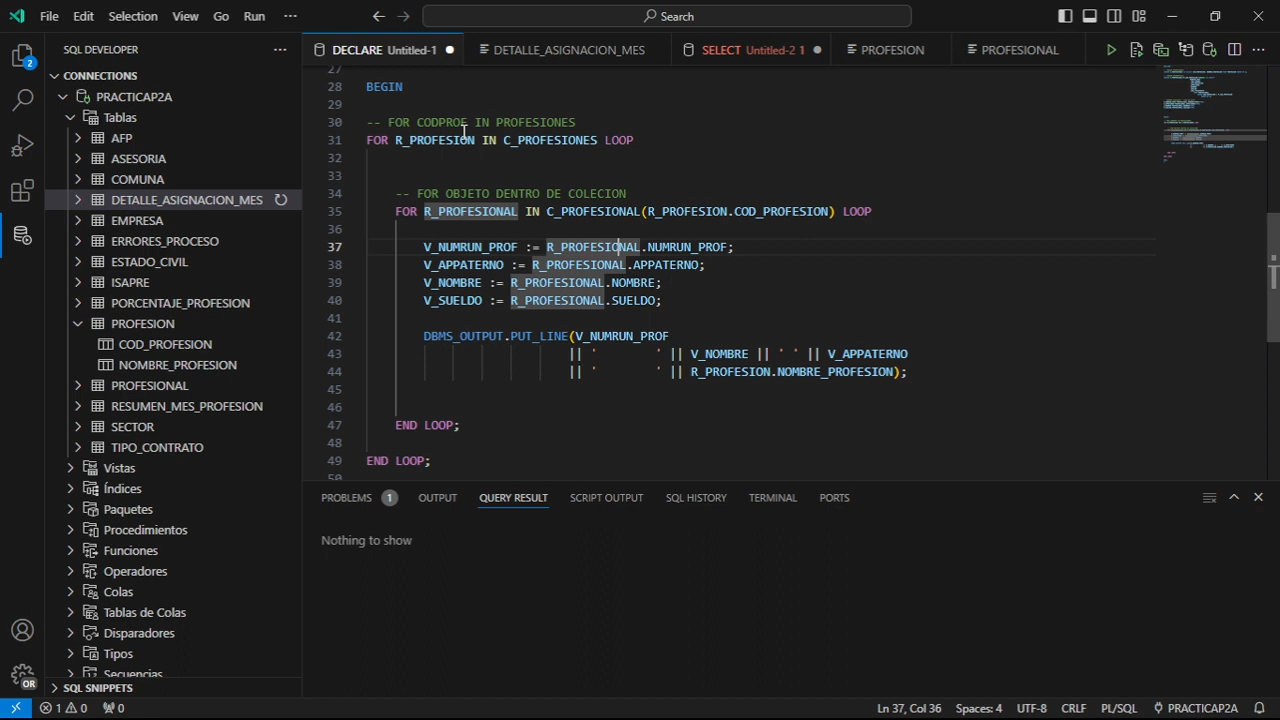 File Edit Selection View Go Run ··· Search
SQL DEVELOPER ···
DECLARE Untitled-1 DETALLE_ASIGNACION_MES SELECT Untitled-2 1 PROFESION PROFESIONAL ···
CONNECTIONS
PRACTICAP2A
Tablas
AFP
ASESORIA
COMUNA
DETALLE_ASIGNACION_MES
EMPRESA
ERRORES_PROCESO
ESTADO_CIVIL
ISAPRE
PORCENTAJE_PROFESION
PROFESION
COD_PROFESION
NOMBRE_PROFESION
PROFESIONAL
RESUMEN_MES_PROFESION
SECTOR
TIPO_CONTRATO
Vistas
Índices
Paquetes
Procedimientos
Funciones
Operadores
Colas
Tablas de Colas
Disparadores
Tipos
Secuencias
SQL SNIPPETS
2
OR
27
28 BEGIN
29
30 -- FOR CODPROF IN PROFESIONES
31 FOR R_PROFESION IN C_PROFESIONES LOOP
32
33
34 -- FOR OBJETO DENTRO DE COLECION
35 FOR R_PROFESIONAL IN C_PROFESIONAL(R_PROFESION.COD_PROFESION) LOOP
36
37 V_NUMRUN_PROF := R_PROFESIONAL.NUMRUN_PROF;
38 V_APPATERNO := R_PROFESIONAL.APPATERNO;
39 V_NOMBRE := R_PROFESIONAL.NOMBRE;
40 V_SUELDO := R_PROFESIONAL.SUELDO;
41
42 DBMS_OUTPUT.PUT_LINE(V_NUMRUN_PROF
43 || '        ' || V_NOMBRE || ' ' || V_APPATERNO
44 || '        ' || R_PROFESION.NOMBRE_PROFESION);
45
46
47 END LOOP;
48
49 END LOOP;
50
PROBLEMS 1 OUTPUT QUERY RESULT SCRIPT OUTPUT SQL HISTORY TERMINAL PORTS
Nothing to show
1 0 0 Ln 37, Col 36 Spaces: 4 UTF-8 CRLF PL/SQL PRACTICAP2A